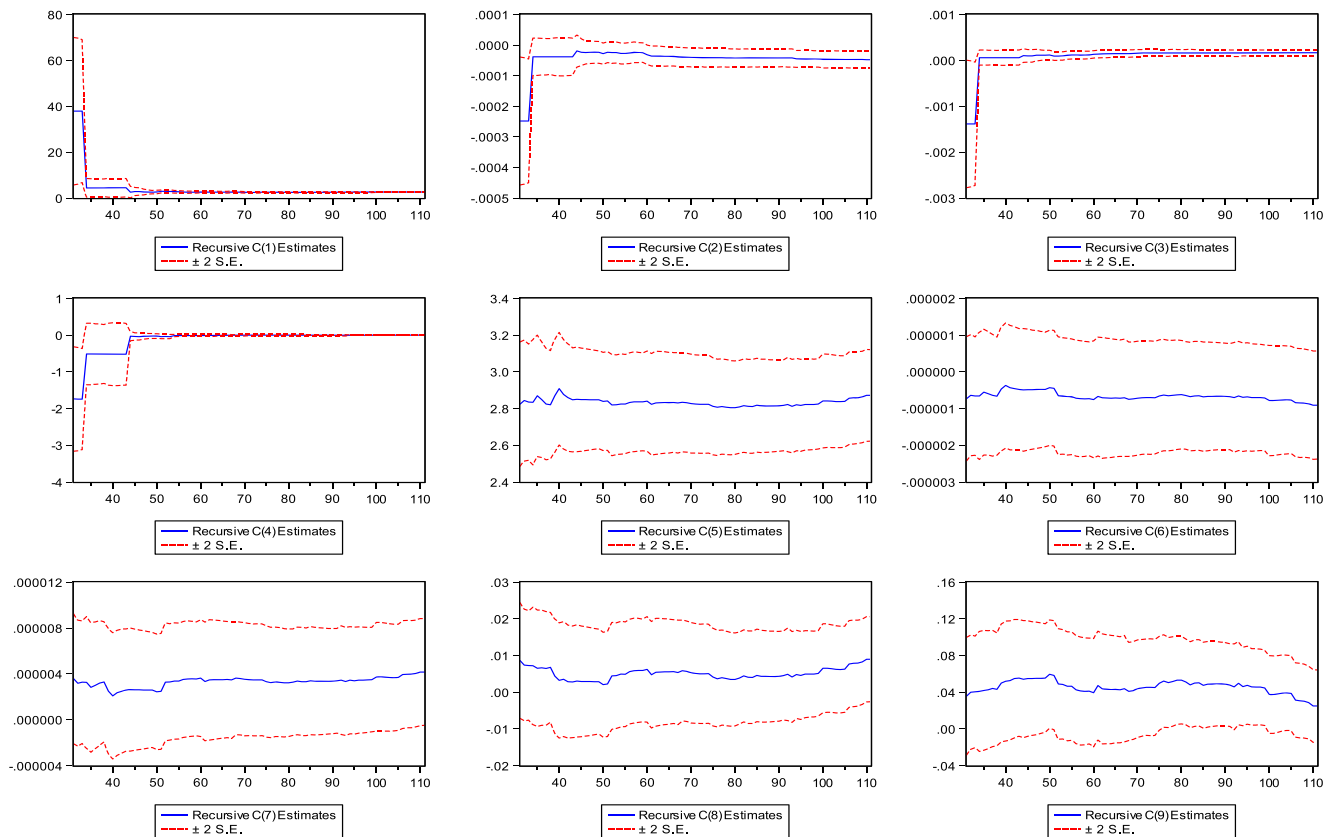 80
60
40
20
0
40 50 60 70 80 90 100 110
Recursive C(1) Estimates
± 2 S.E.
.0001
.0000
-.0001
-.0002
-.0003
-.0004
-.0005
40 50 60 70 80 90 100 110
Recursive C(2) Estimates
± 2 S.E.
.001
.000
-.001
-.002
-.003
40 50 60 70 80 90 100 110
Recursive C(3) Estimates
± 2 S.E.
1
0
-1
-2
-3
-4
40 50 60 70 80 90 100 110
Recursive C(4) Estimates
± 2 S.E.
3.4
3.2
3.0
2.8
2.6
2.4
40 50 60 70 80 90 100 110
Recursive C(5) Estimates
± 2 S.E.
.000002
.000001
.000000
-.000001
-.000002
-.000003
40 50 60 70 80 90 100 110
Recursive C(6) Estimates
± 2 S.E.
.000012
.000008
.000004
.000000
-.000004
40 50 60 70 80 90 100 110
Recursive C(7) Estimates
± 2 S.E.
.03
.02
.01
.00
-.01
-.02
40 50 60 70 80 90 100 110
Recursive C(8) Estimates
± 2 S.E.
.16
.12
.08
.04
.00
-.04
40 50 60 70 80 90 100 110
Recursive C(9) Estimates
± 2 S.E.